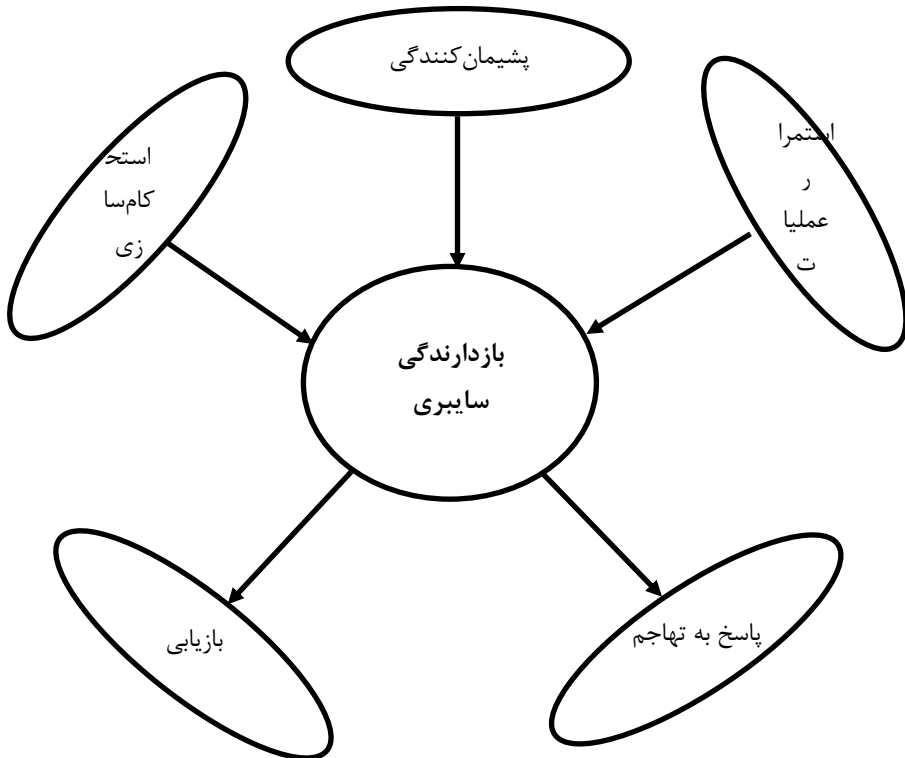 پشیمان‌کنندگی
استمرا
ر
عملیا
ت
استح
کام‌سا
زی
بازدارندگی
سایبری
پاسخ به تهاجم
بازیابی